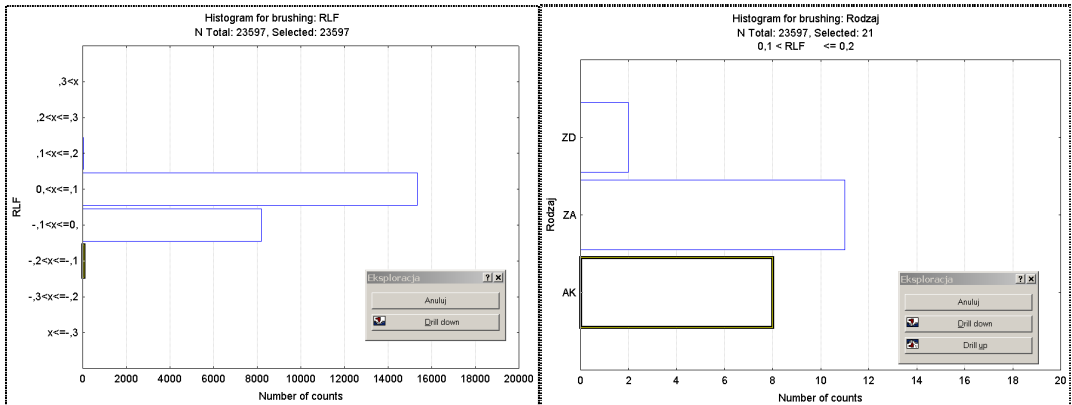 Histogram for brushing: RLF
N Total: 23597, Selected: 23597
,3<x
,2<x<=,3
,1<x<=,2
0,<x<=,1
-,1<x<=0,
-,2<x<=-,1
-,3<x<=-,2
x<=-,3
RLF
0 2000 4000 6000 8000 10000 12000 14000 16000 18000 20000
Number of counts
Eksploracja
Anuluj
Drill down
Histogram for brushing: Rodzaj
N Total: 23597, Selected: 21
0,1 < RLF <= 0,2
ZD
ZA
AK
Rodzaj
0 2 4 6 8 10 12 14 16 18 20
Number of counts
Eksploracja
Anuluj
Drill down
Drill up